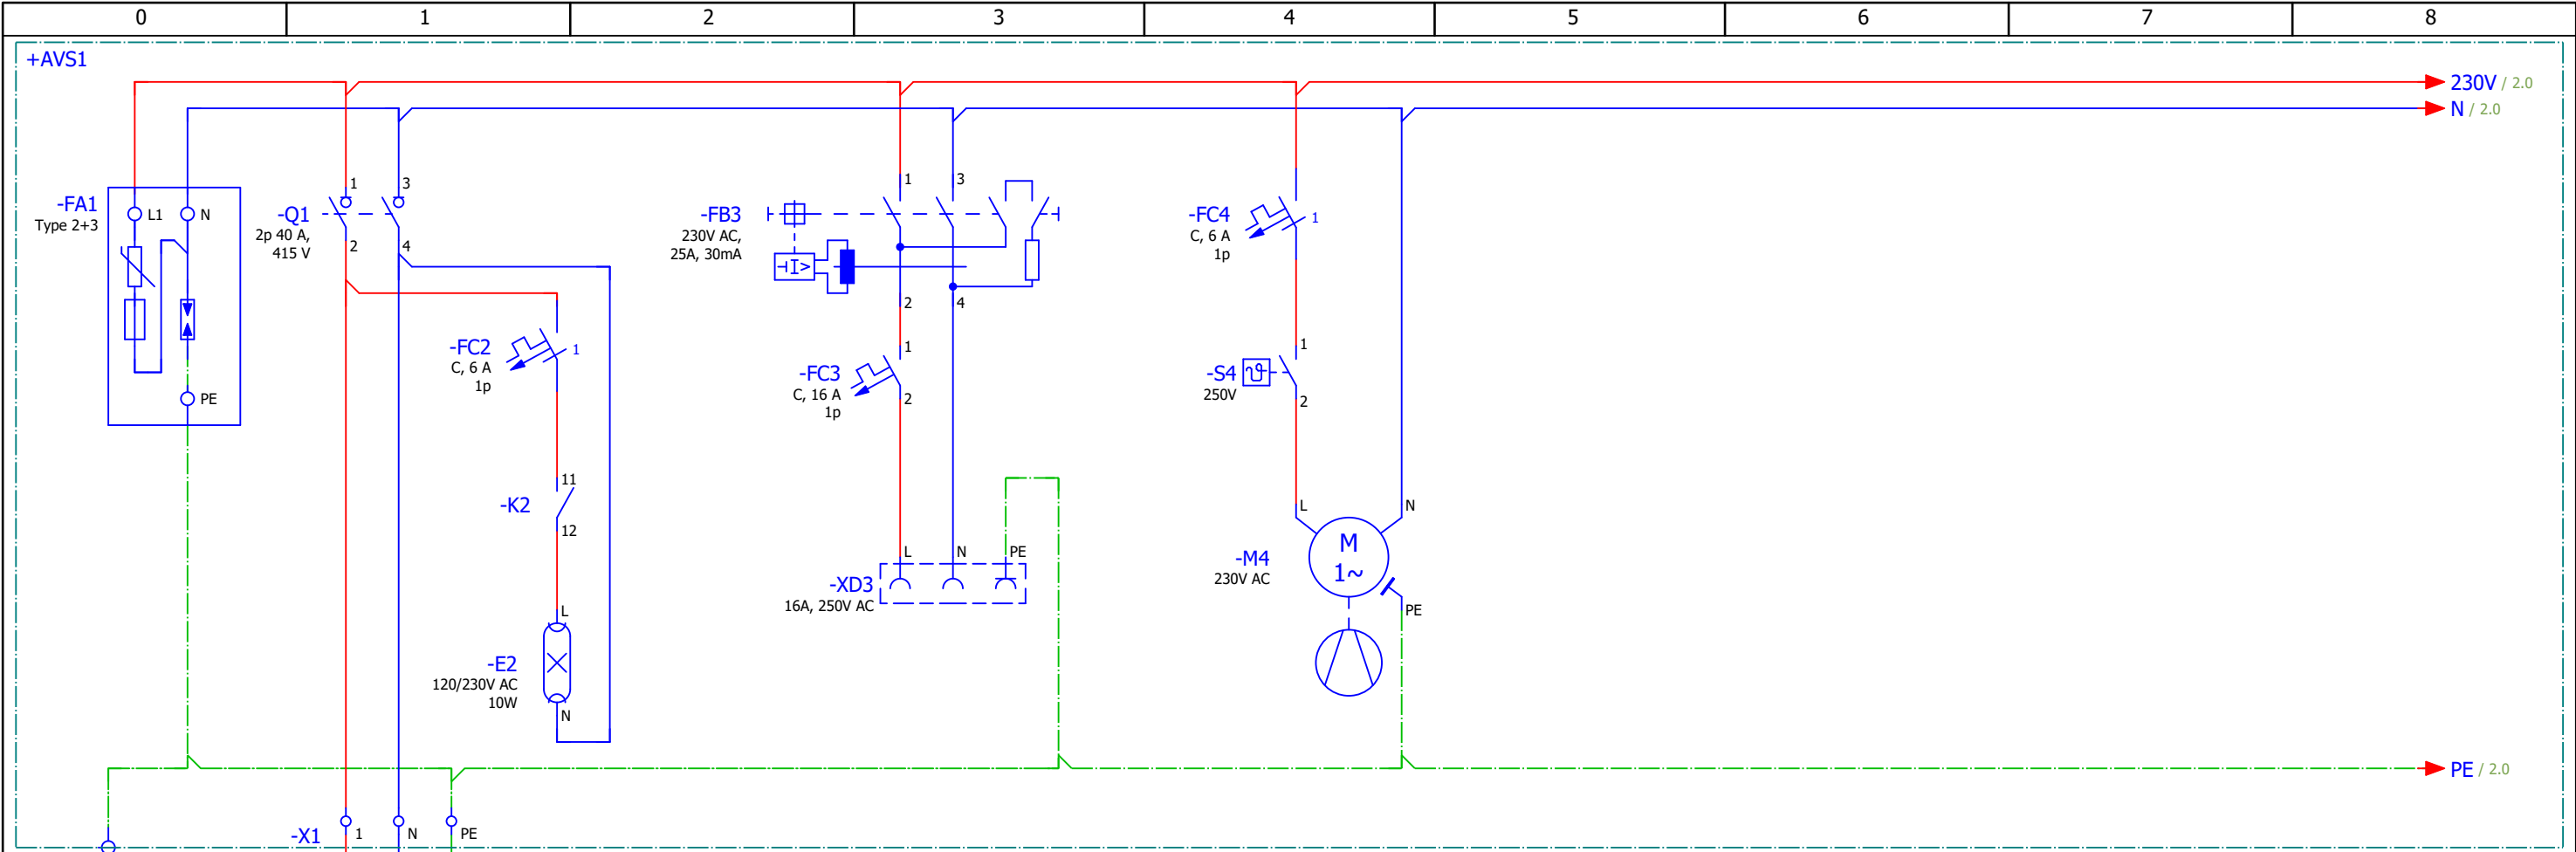 0 1 2 3 4 5 6 7 8
+AVS1
230V / 2.0
N / 2.0
-FA1
Type 2+3
L1
N
PE
-Q1
2p 40 A,
415 V
1
3
2
4
-FC2
C, 6 A
1p
1
-K2
11
12
-E2
120/230V AC
10W
L
N
-FB3
230V AC,
25A, 30mA
1
3
I>
2
4
-FC3
C, 16 A
1p
1
2
-XD3
16A, 250V AC
L
N
PE
-FC4
C, 6 A
1p
1
-S4
250V
ϑ
1
2
-M4
230V AC
L
N
M
1~
PE
PE / 2.0
-X1
1
N
PE